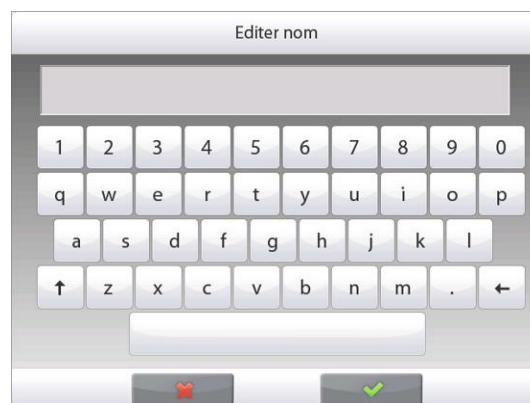 Editer nom
1 2 3 4 5 6 7 8 9 0
q w e r t y u i o p
a s d f g h j k l
↑ z x c v b n m . ←